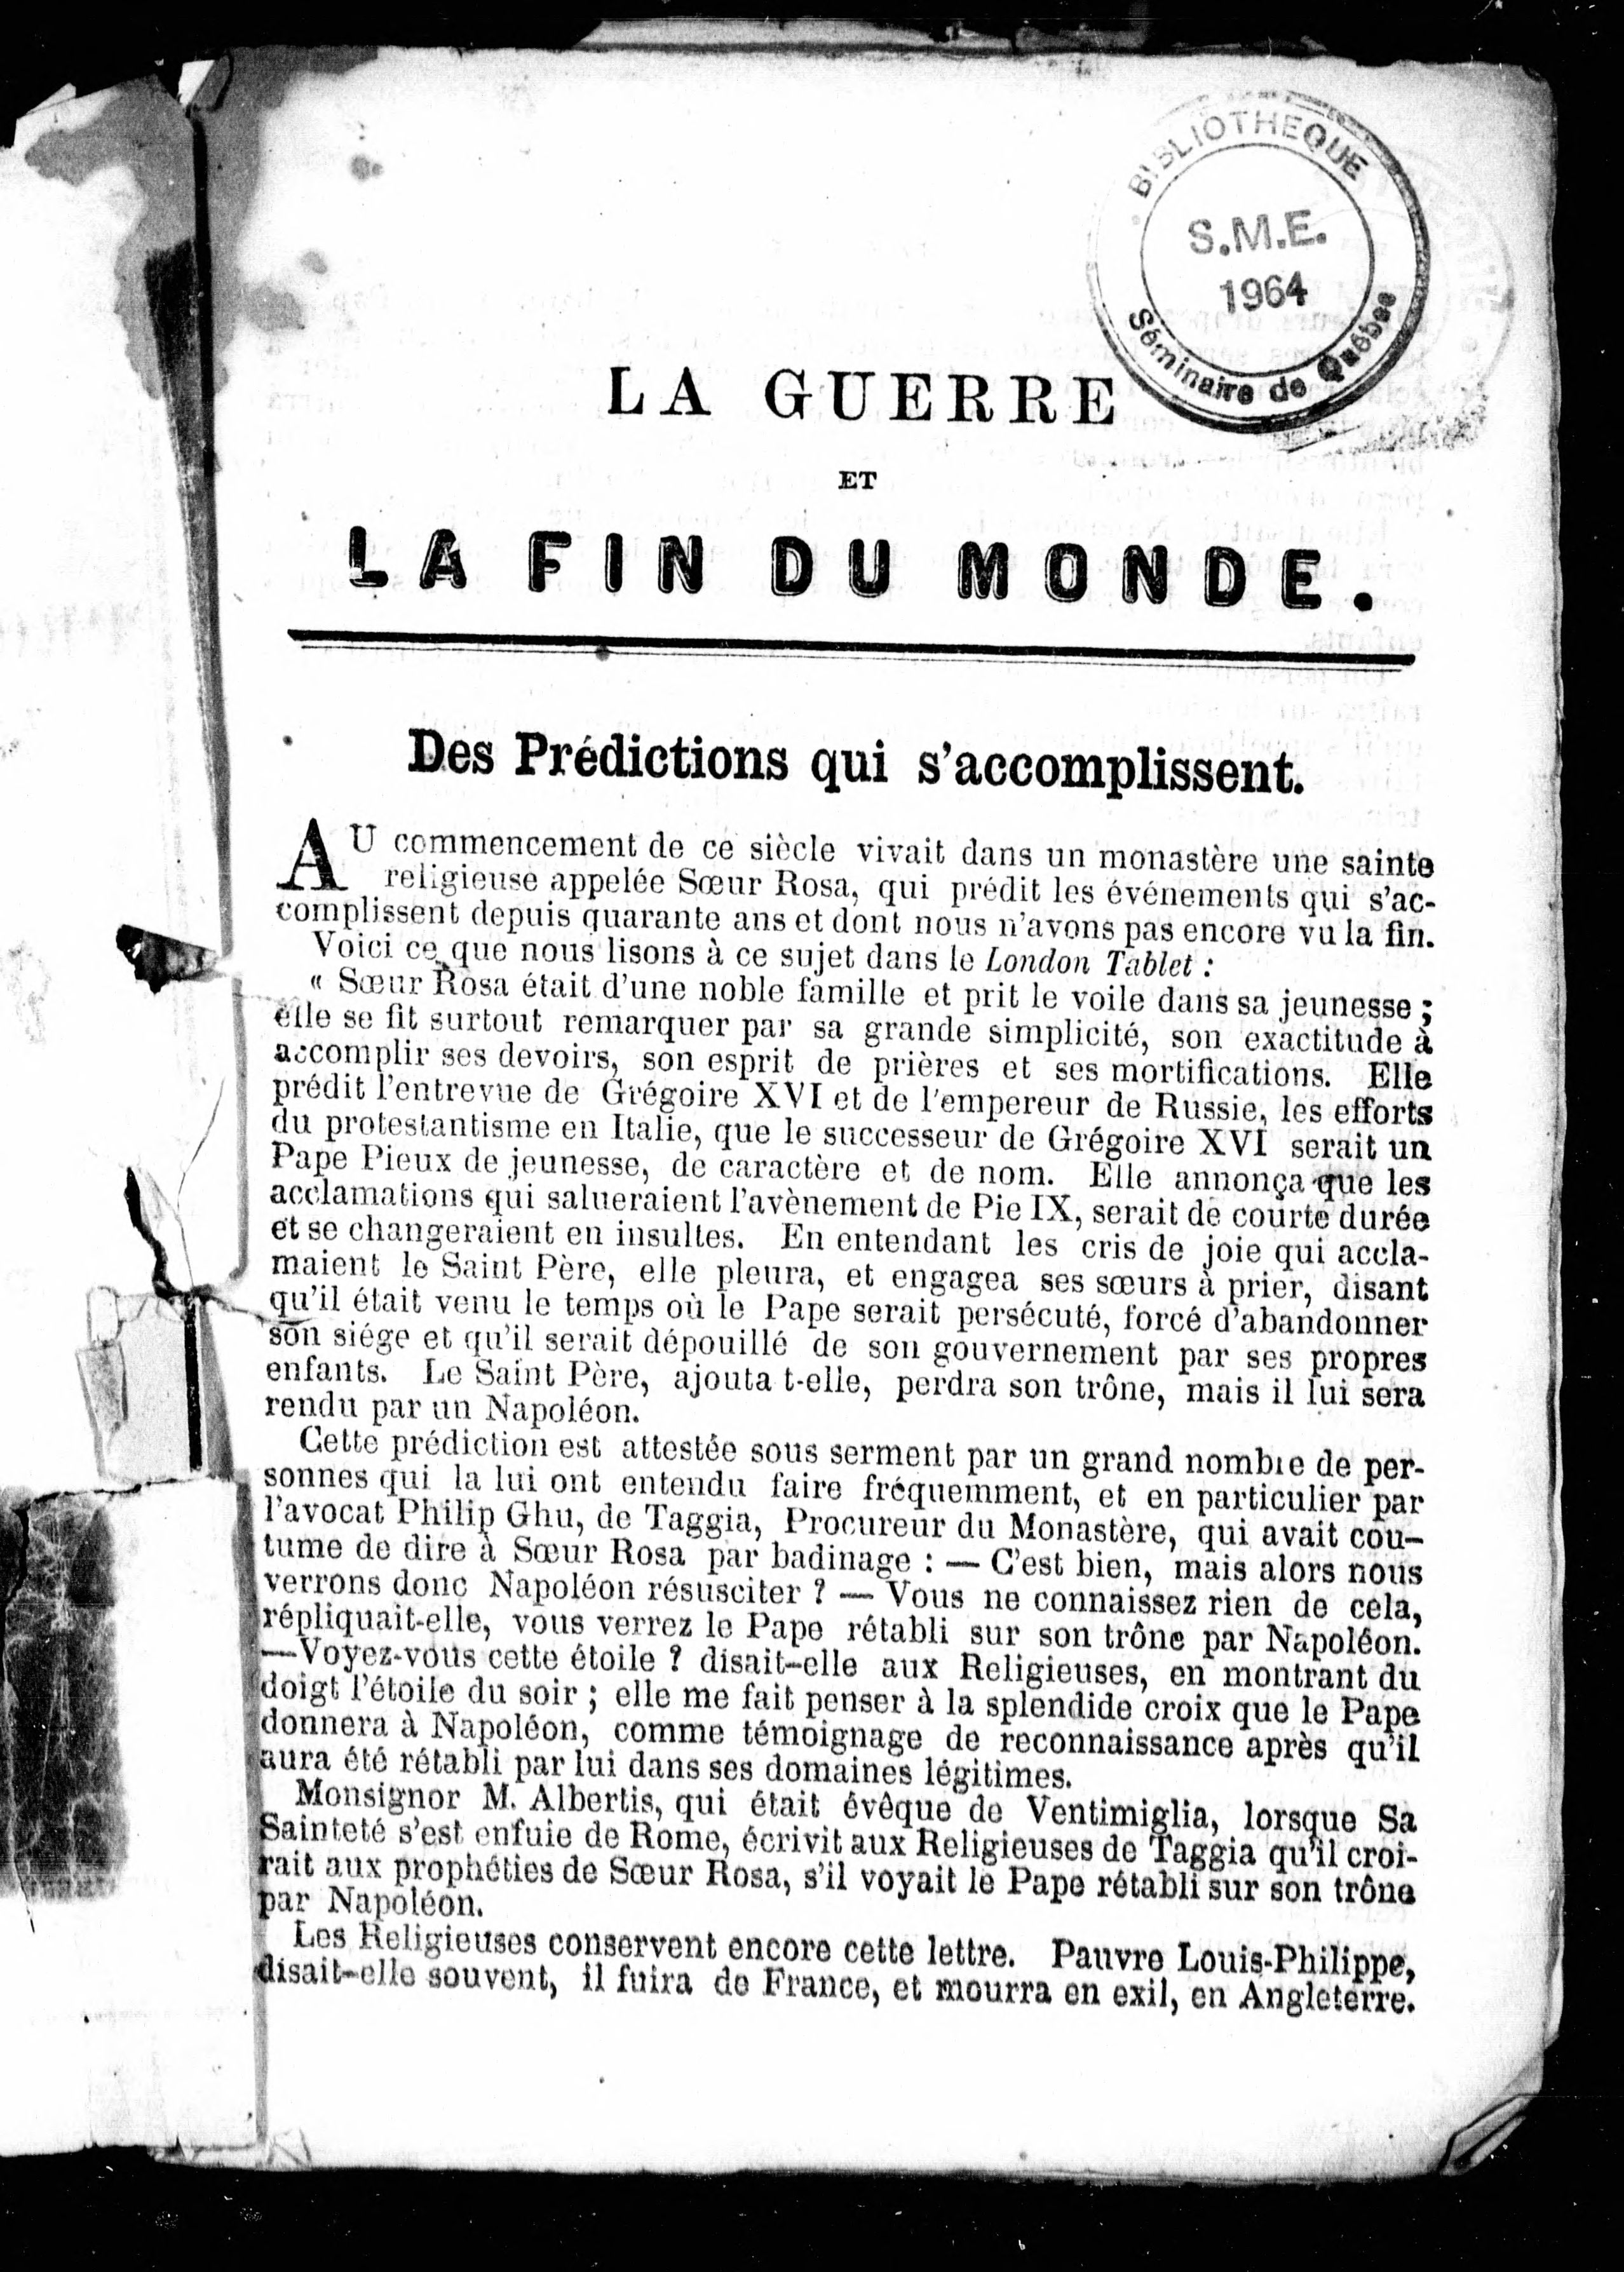 BIBLIOTHEQUE
S.M.E.
1964
Séminaire de Québec
LA GUERRE
ET
LA FIN DU MONDE.
Des Prédictions qui s'accomplissent.
AU commencement de ce siècle vivait dans un monastère une sainte
religieuse appelée Sœur Rosa, qui prédit les événements qui s'ac-
complissent depuis quarante ans et dont nous n'avons pas encore vu la fin.
Voici ce que nous lisons à ce sujet dans le London Tablet :
« Sœur Rosa était d'une noble famille et prit le voile dans sa jeunesse ;
elle se fit surtout remarquer par sa grande simplicité, son exactitude à
accomplir ses devoirs, son esprit de prières et ses mortifications. Elle
prédit l'entrevue de Grégoire XVI et de l'empereur de Russie, les efforts
du protestantisme en Italie, que le successeur de Grégoire XVI serait un
Pape Pieux de jeunesse, de caractère et de nom. Elle annonça que les
acclamations qui salueraient l'avènement de Pie IX, serait de courte durée
et se changeraient en insultes. En entendant les cris de joie qui accla-
maient le Saint Père, elle pleura, et engagea ses sœurs à prier, disant
qu'il était venu le temps où le Pape serait persécuté, forcé d'abandonner
son siége et qu'il serait dépouillé de son gouvernement par ses propres
enfants. Le Saint Père, ajouta t-elle, perdra son trône, mais il lui sera
rendu par un Napoléon.
Cette prédiction est attestée sous serment par un grand nombre de per-
sonnes qui la lui ont entendu faire fréquemment, et en particulier par
l'avocat Philip Ghu, de Taggia, Procureur du Monastère, qui avait cou-
tume de dire à Sœur Rosa par badinage : — C'est bien, mais alors nous
verrons donc Napoléon résusciter ? — Vous ne connaissez rien de cela,
répliquait-elle, vous verrez le Pape rétabli sur son trône par Napoléon.
—Voyez-vous cette étoile ? disait-elle aux Religieuses, en montrant du
doigt l'étoile du soir ; elle me fait penser à la splendide croix que le Pape
donnera à Napoléon, comme témoignage de reconnaissance après qu'il
aura été rétabli par lui dans ses domaines légitimes.
Monsignor M. Albertis, qui était évêque de Ventimiglia, lorsque Sa
Sainteté s'est enfuie de Rome, écrivit aux Religieuses de Taggia qu'il croi-
rait aux prophéties de Sœur Rosa, s'il voyait le Pape rétabli sur son trône
par Napoléon.
Les Religieuses conservent encore cette lettre. Pauvre Louis-Philippe,
disait-elle souvent, il fuira de France, et mourra en exil, en Angleterre.